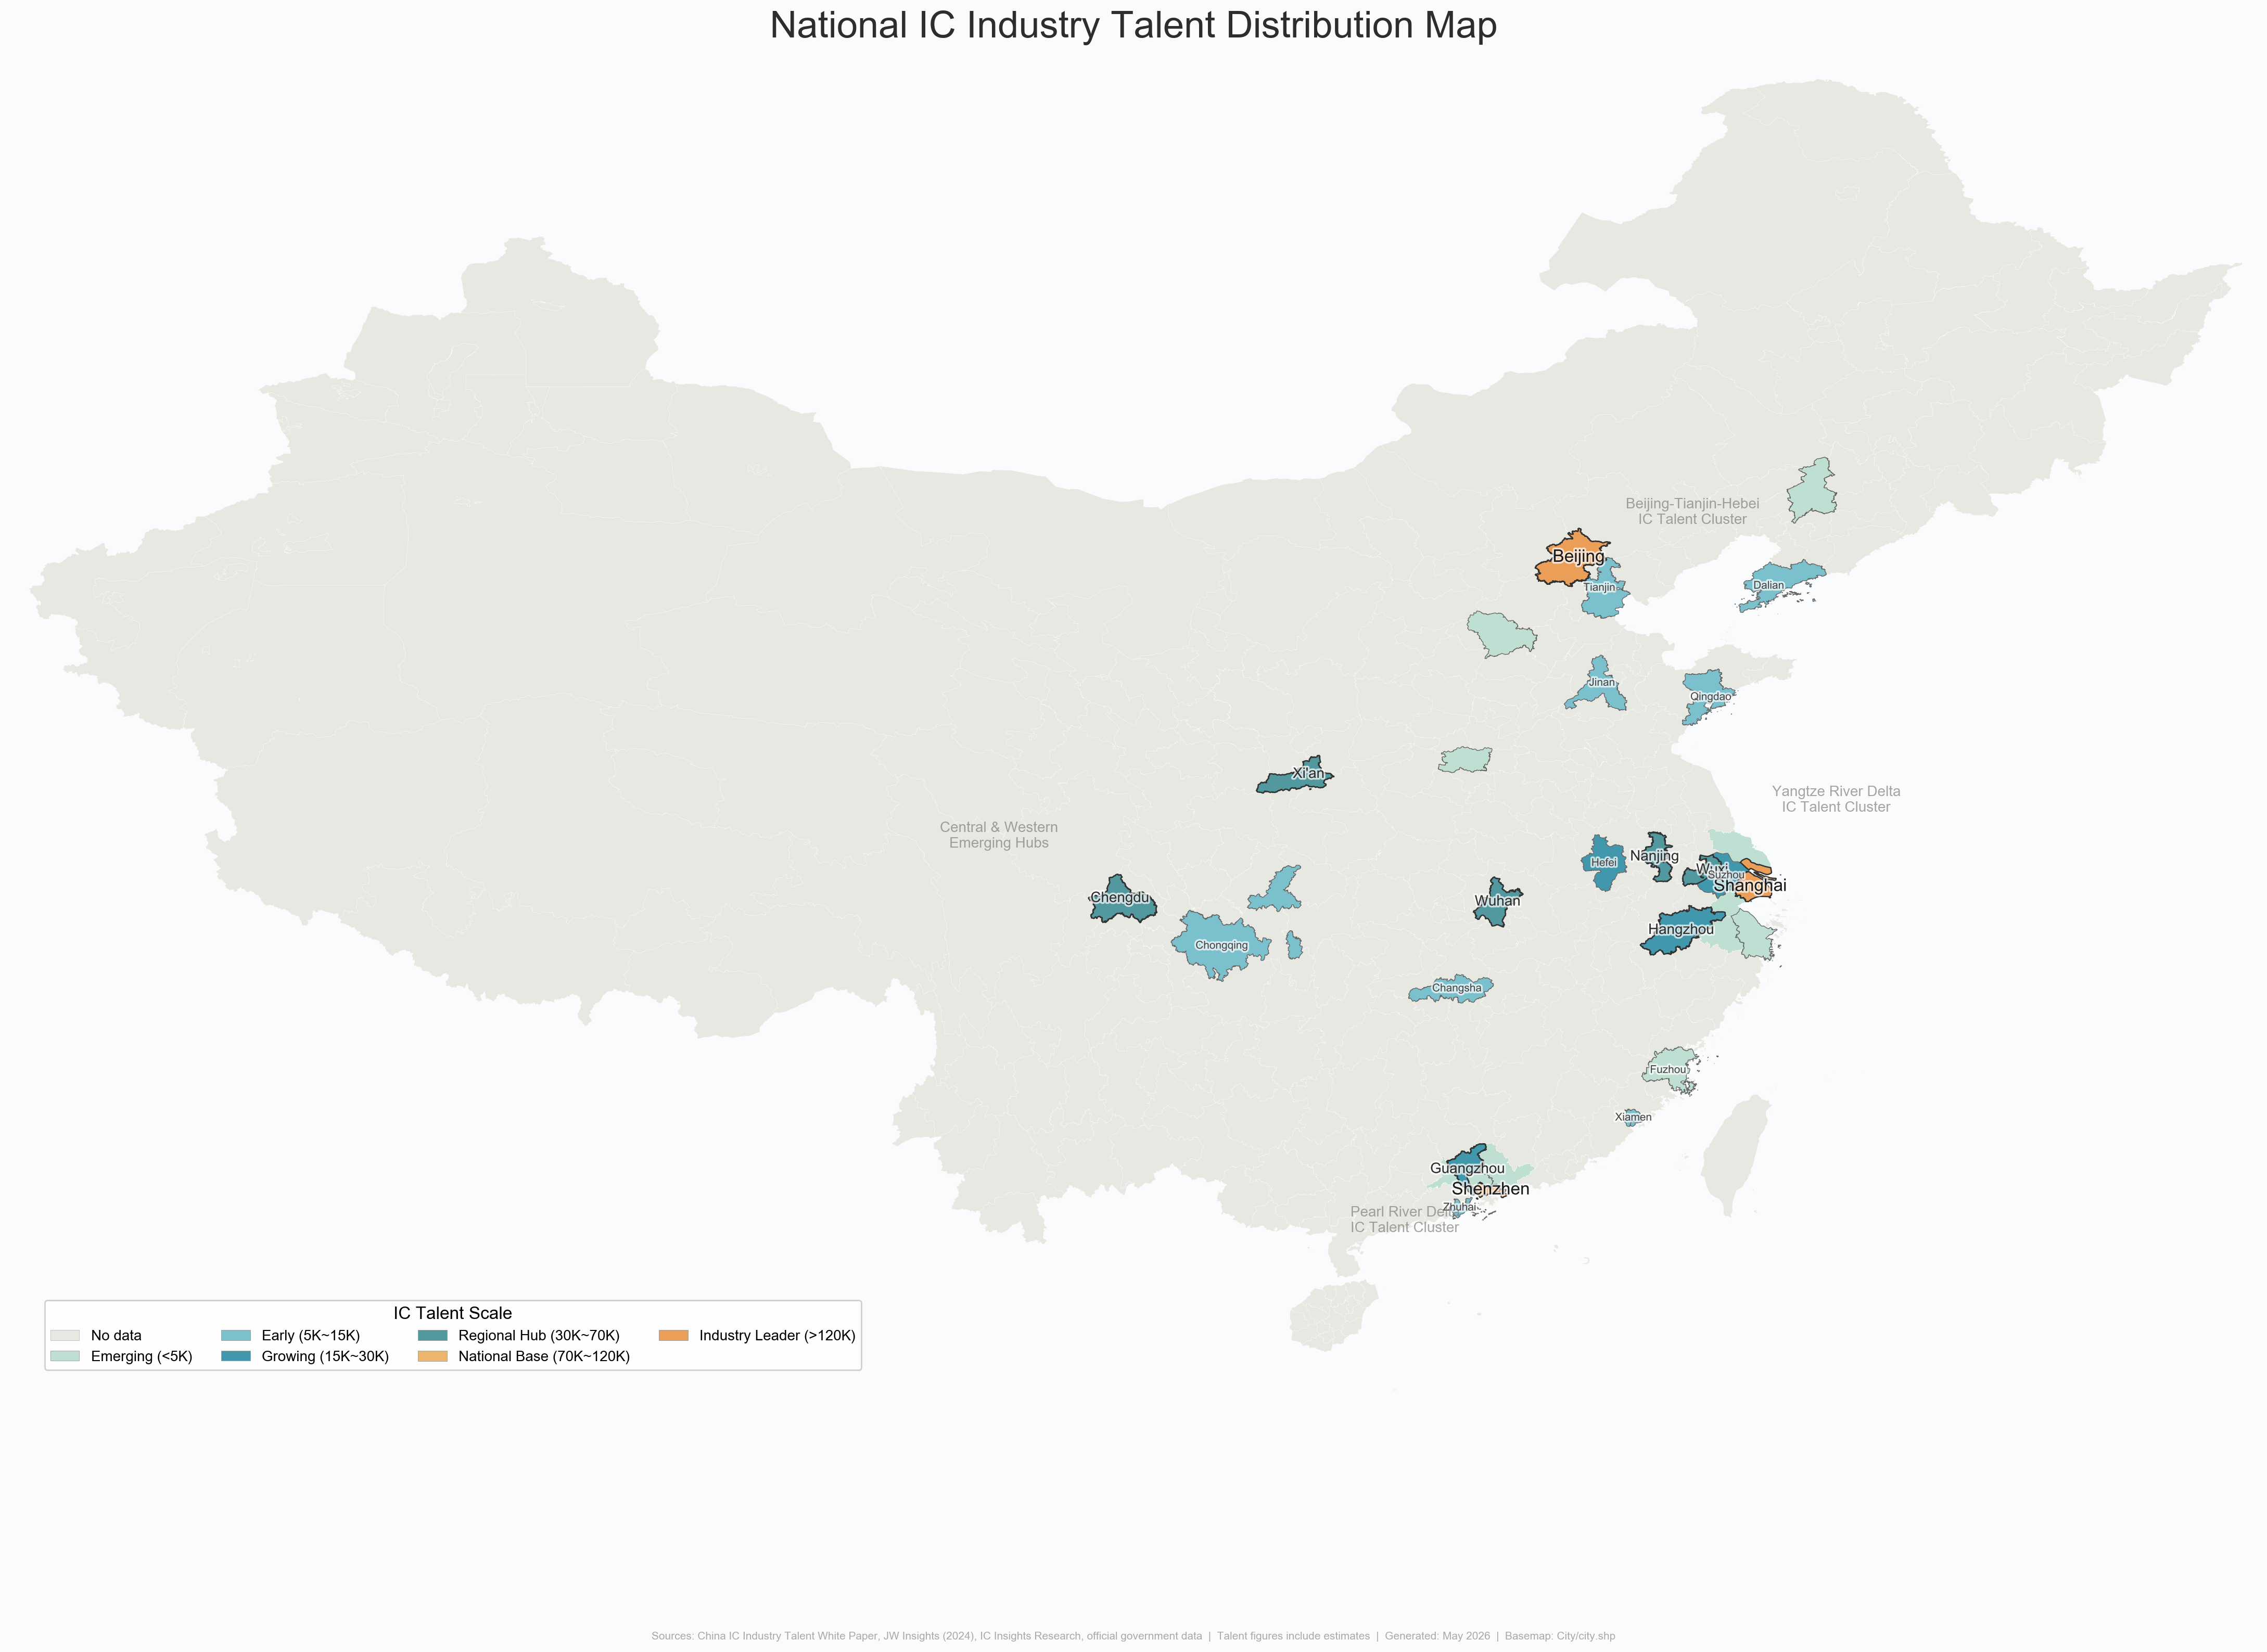 National IC Industry Talent Distribution Map
Beijing-Tianjin-Hebei
IC Talent Cluster
Beijing
Tianjin
Dalian
Jinan
Qingdao
Xi'an
Yangtze River Delta
IC Talent Cluster
Central & Western
Emerging Hubs
Nanjing
Hefei
Wuxi
Suzhou
Shanghai
Chengdu
Wuhan
Hangzhou
Chongqing
Changsha
Fuzhou
Xiamen
Guangzhou
Shenzhen
Zhuhai
Pearl River Delta
IC Talent Cluster
IC Talent Scale
No data
Emerging (<5K)
Early (5K~15K)
Growing (15K~30K)
Regional Hub (30K~70K)
National Base (70K~120K)
Industry Leader (>120K)
Sources: China IC Industry Talent White Paper, JW Insights (2024), IC Insights Research, official government data | Talent figures include estimates | Generated: May 2026 | Basemap: City/city.shp